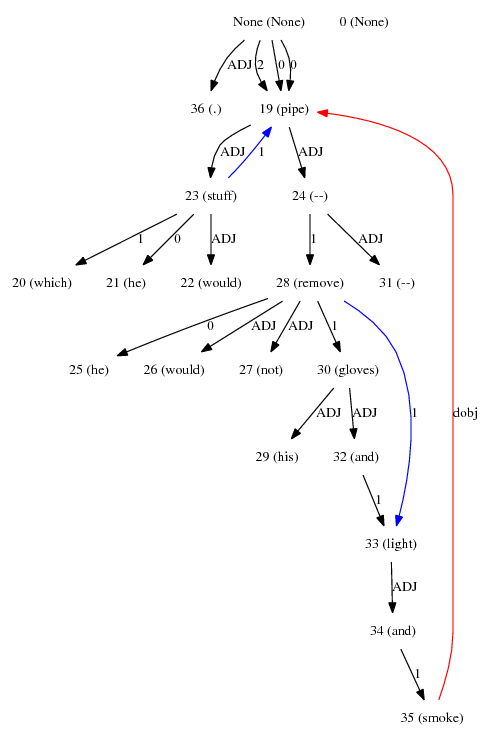 None (None) 0 (None)
ADJ 2 0 0
36 (.) 19 (pipe)
ADJ 1 ADJ
23 (stuff) 24 (--)
1 0 ADJ 1 ADJ
20 (which) 21 (he) 22 (would) 28 (remove) 31 (--)
0 ADJ ADJ 1
25 (he) 26 (would) 27 (not) 30 (gloves)
ADJ ADJ 1 dobj
29 (his) 32 (and)
1
33 (light)
ADJ
34 (and)
1
35 (smoke)